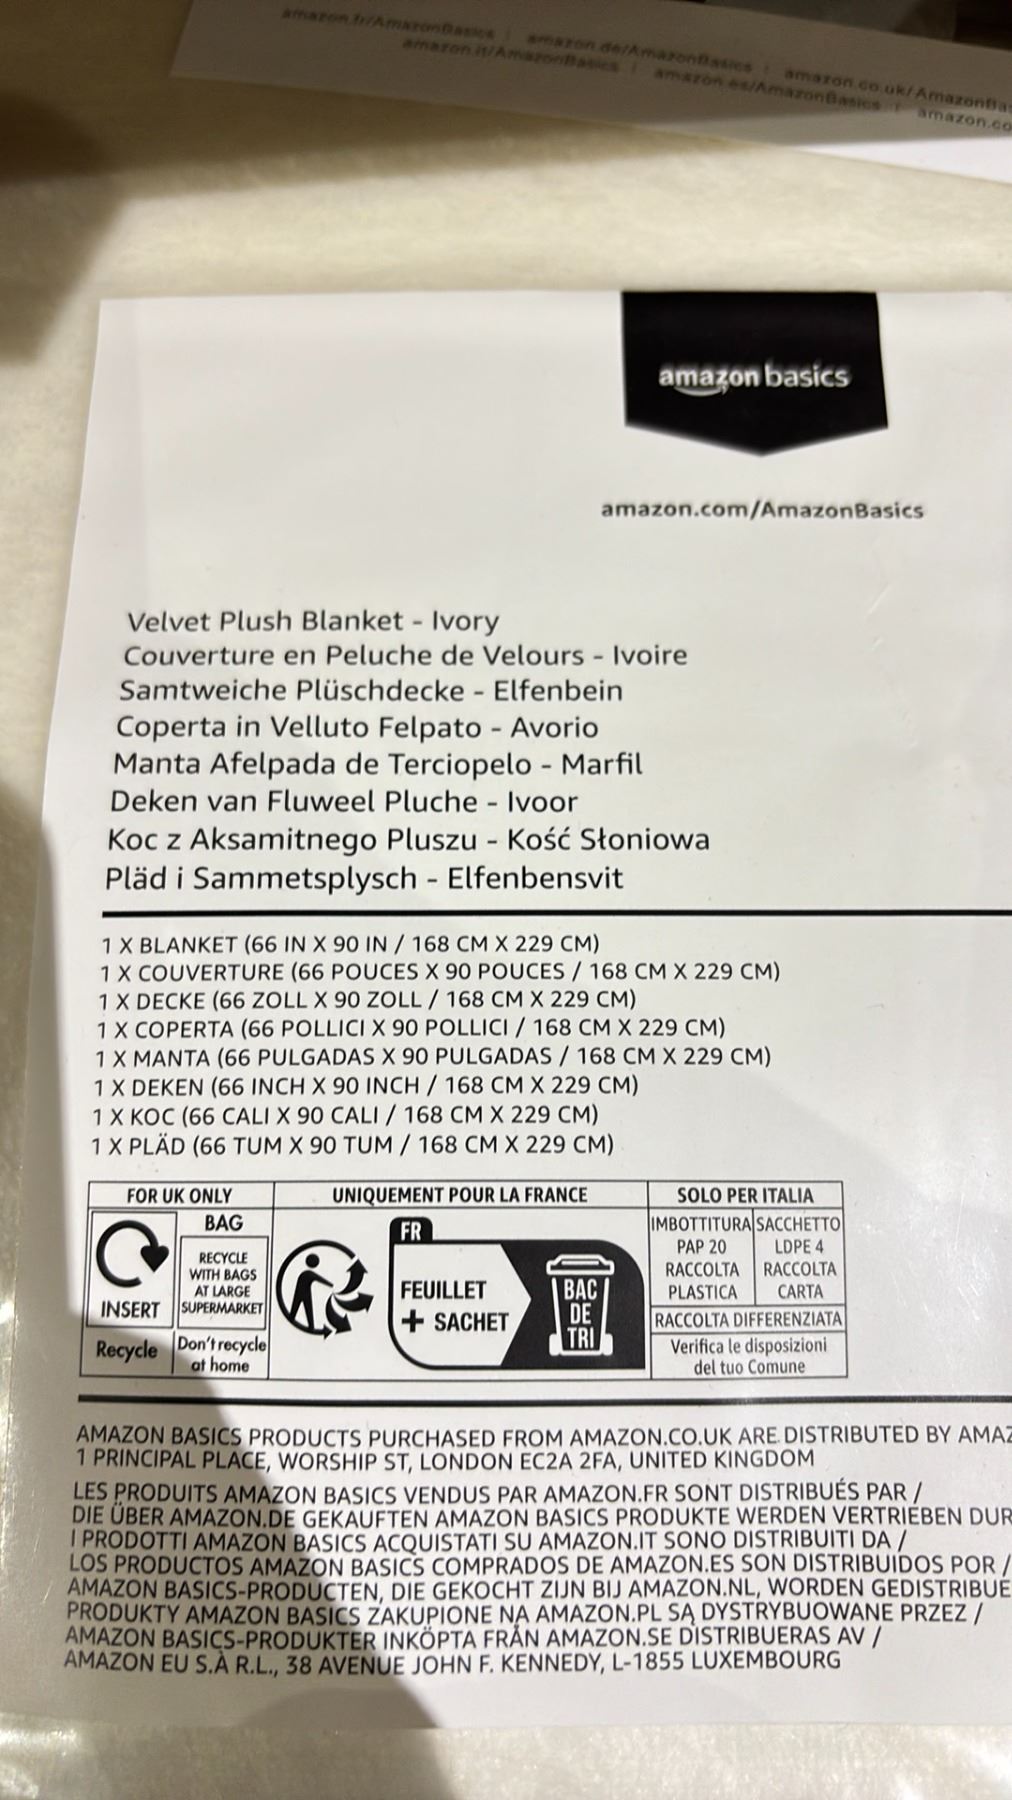 amazon.fr/AmazonBasics | amazon.de/AmazonBasics | amazon.co.uk/AmazonBas
amazon.it/AmazonBasics | amazon.es/AmazonBasics | amazon.co
amazon basics
amazon.com/AmazonBasics
Velvet Plush Blanket - Ivory
Couverture en Peluche de Velours - Ivoire
Samtweiche Plüschdecke - Elfenbein
Coperta in Velluto Felpato - Avorio
Manta Afelpada de Terciopelo - Marfil
Deken van Fluweel Pluche - Ivoor
Koc z Aksamitnego Pluszu - Kość Słoniowa
Pläd i Sammetsplysch - Elfenbensvit
1 X BLANKET (66 IN X 90 IN / 168 CM X 229 CM)
1 X COUVERTURE (66 POUCES X 90 POUCES / 168 CM X 229 CM)
1 X DECKE (66 ZOLL X 90 ZOLL / 168 CM X 229 CM)
1 X COPERTA (66 POLLICI X 90 POLLICI / 168 CM X 229 CM)
1 X MANTA (66 PULGADAS X 90 PULGADAS / 168 CM X 229 CM)
1 X DEKEN (66 INCH X 90 INCH / 168 CM X 229 CM)
1 X KOC (66 CALI X 90 CALI / 168 CM X 229 CM)
1 X PLÄD (66 TUM X 90 TUM / 168 CM X 229 CM)
FOR UK ONLY
INSERT
Recycle
BAG
RECYCLE
WITH BAGS
AT LARGE
SUPERMARKET
Don't recycle
at home
UNIQUEMENT POUR LA FRANCE
FR
FEUILLET
+ SACHET
BAC
DE
TRI
SOLO PER ITALIA
IMBOTTITURA SACCHETTO
PAP 20 LDPE 4
RACCOLTA RACCOLTA
PLASTICA CARTA
RACCOLTA DIFFERENZIATA
Verifica le disposizioni
del tuo Comune
AMAZON BASICS PRODUCTS PURCHASED FROM AMAZON.CO.UK ARE DISTRIBUTED BY AMAZ
1 PRINCIPAL PLACE, WORSHIP ST, LONDON EC2A 2FA, UNITED KINGDOM
LES PRODUITS AMAZON BASICS VENDUS PAR AMAZON.FR SONT DISTRIBUÉS PAR /
DIE ÜBER AMAZON.DE GEKAUFTEN AMAZON BASICS PRODUKTE WERDEN VERTRIEBEN DUR
I PRODOTTI AMAZON BASICS ACQUISTATI SU AMAZON.IT SONO DISTRIBUITI DA /
LOS PRODUCTOS AMAZON BASICS COMPRADOS DE AMAZON.ES SON DISTRIBUIDOS POR /
AMAZON BASICS-PRODUCTEN, DIE GEKOCHT ZIJN BIJ AMAZON.NL, WORDEN GEDISTRIBUE
PRODUKTY AMAZON BASICS ZAKUPIONE NA AMAZON.PL SĄ DYSTRYBUOWANE PRZEZ /
AMAZON BASICS-PRODUKTER INKÖPTA FRÅN AMAZON.SE DISTRIBUERAS AV /
AMAZON EU S.À R.L., 38 AVENUE JOHN F. KENNEDY, L-1855 LUXEMBOURG